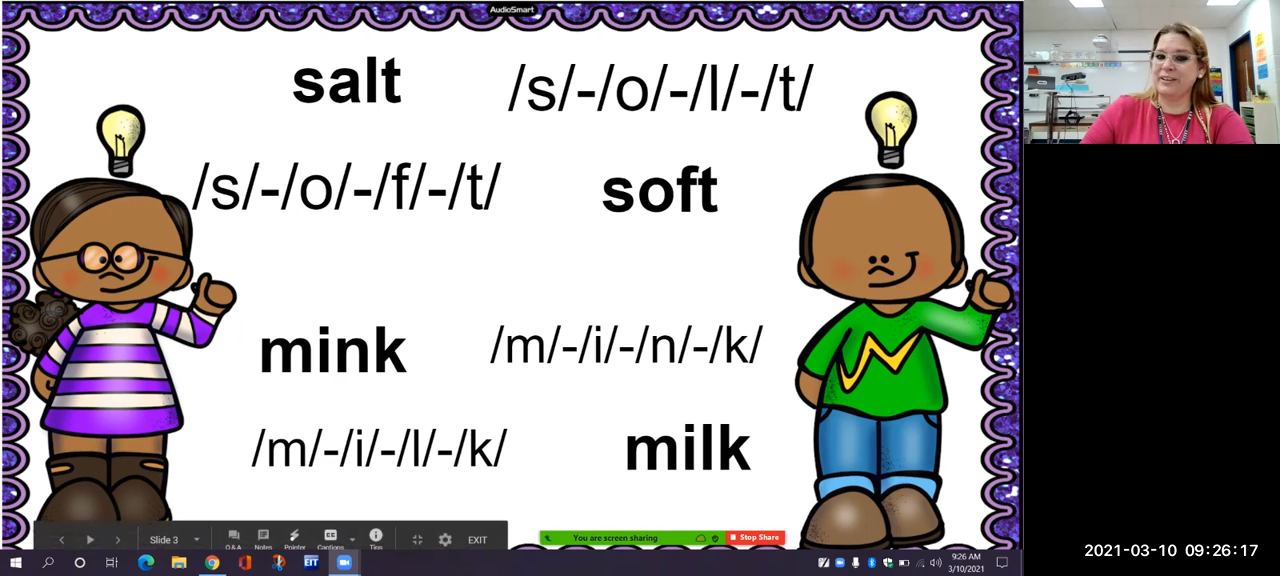 AudioSmart
salt /s/-/o/-/l/-/t/
/s/-/o/-/f/-/t/ soft
mink /m/-/i/-/n/-/k/
/m/-/i/-/l/-/k/ milk
Slide 3
Q & A Notes Pointer Captions Tips
EXIT
You are screen sharing
Stop Share
EIT
9:26 AM
3/10/2021
2021-03-10 09:26:17